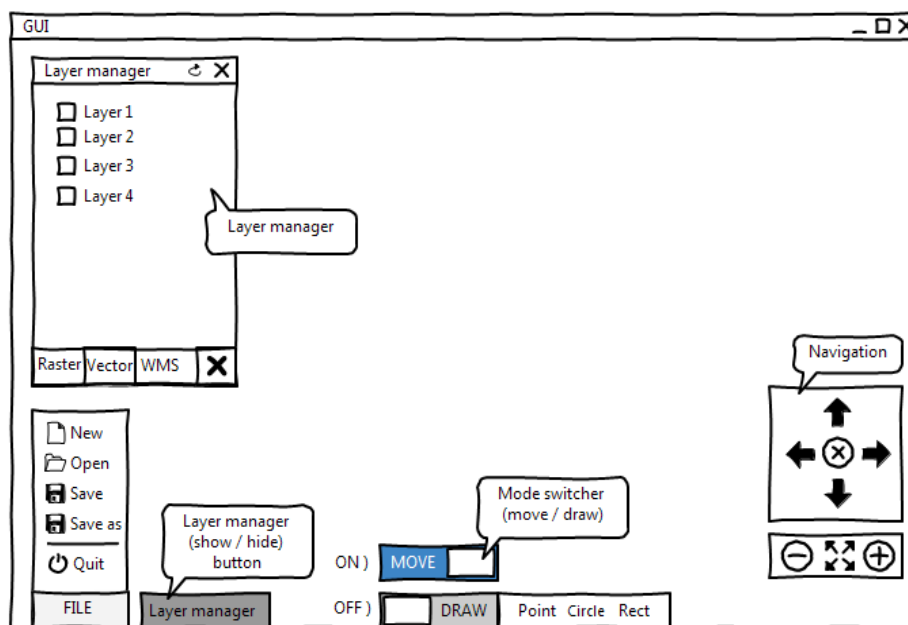 GUI
Layer manager
Layer 1
Layer 2
Layer 3
Layer 4
Layer manager
Raster Vector WMS
Navigation
New
Open
Save
Save as
Quit
FILE
Layer manager
(show / hide)
button
Layer manager
Mode switcher
(move / draw)
ON ) MOVE
OFF ) DRAW Point Circle Rect